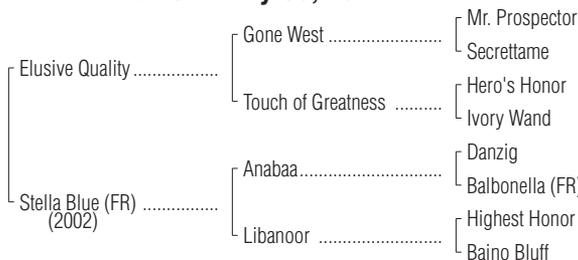 Mr. Prospector
Gone West
Secrettame
Elusive Quality
Hero's Honor
Touch of Greatness
Ivory Wand
Danzig
Anabaa
Balbonella (FR)
Stella Blue (FR)
(2002)
Highest Honor
Libanoor
Baino Bluff